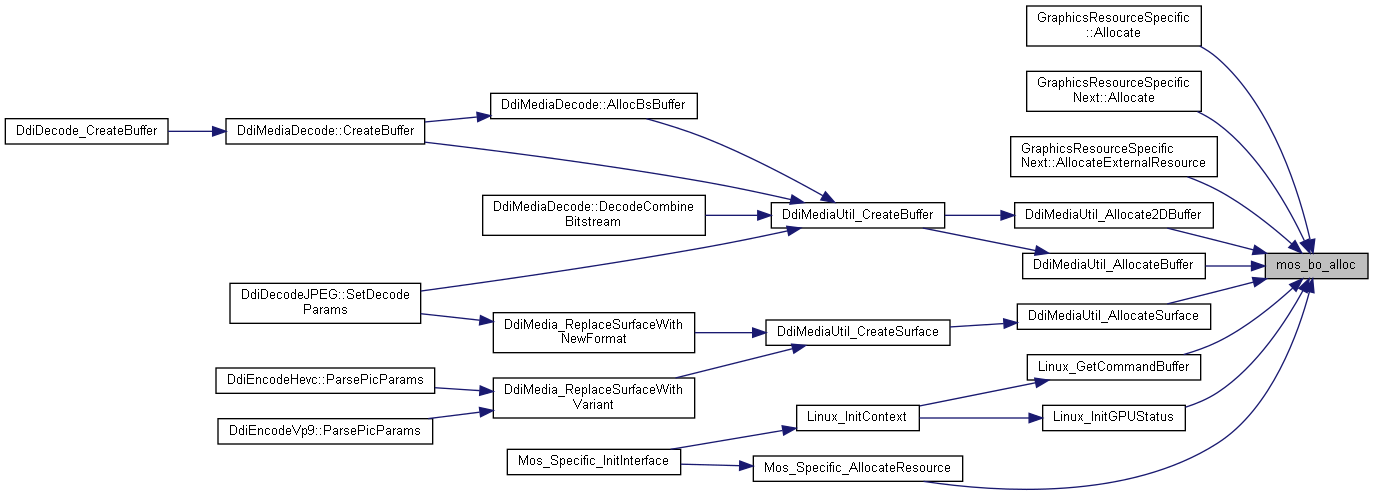 GraphicsResourceSpecific
::Allocate
GraphicsResourceSpecific
Next::Allocate
DdiMediaDecode::AllocBsBuffer
DdiDecode_CreateBuffer
DdiMediaDecode::CreateBuffer
GraphicsResourceSpecific
Next::AllocateExternalResource
DdiMediaDecode::DecodeCombine
Bitstream
DdiMediaUtil_CreateBuffer
DdiMediaUtil_Allocate2DBuffer
DdiMediaUtil_AllocateBuffer
mos_bo_alloc
DdiDecodeJPEG::SetDecode
Params
DdiMedia_ReplaceSurfaceWith
NewFormat
DdiMediaUtil_CreateSurface
DdiMediaUtil_AllocateSurface
Linux_GetCommandBuffer
DdiEncodeHevc::ParsePicParams
DdiMedia_ReplaceSurfaceWith
Variant
DdiEncodeVp9::ParsePicParams
Linux_InitContext
Linux_InitGPUStatus
Mos_Specific_InitInterface
Mos_Specific_AllocateResource